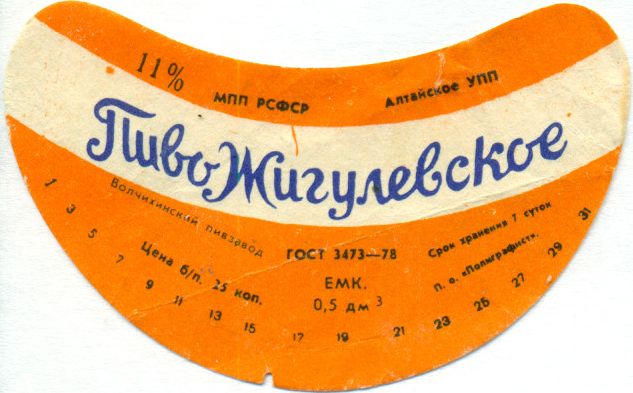 11%
МПП РСФСР
Алтайское УПП
Пиво Жигулевское
Волчихинский пивзавод
ГОСТ 3473—78
Срок хранения 7 суток
Цена б/п. 25 коп.
ЕМК.
0,5 дм³
п. о. «Полиграфист».
1 3 5 7 9 11 13 15 17 19 21 23 25 27 29 31